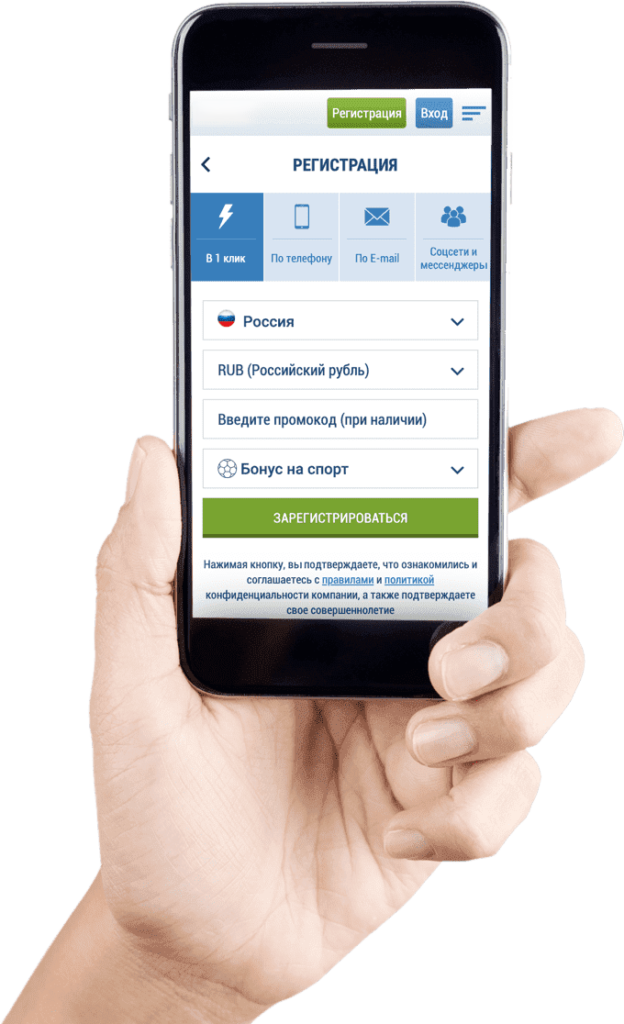 Регистрация Вход
РЕГИСТРАЦИЯ
В 1 клик По телефону По E-mail Соцсети и
мессенджеры
Россия
RUB (Российский рубль)
Введите промокод (при наличии)
Бонус на спорт
ЗАРЕГИСТРИРОВАТЬСЯ
Нажимая кнопку, вы подтверждаете, что ознакомились и
соглашаетесь с правилами и политикой
конфиденциальности компании, а также подтверждаете
свое совершеннолетие